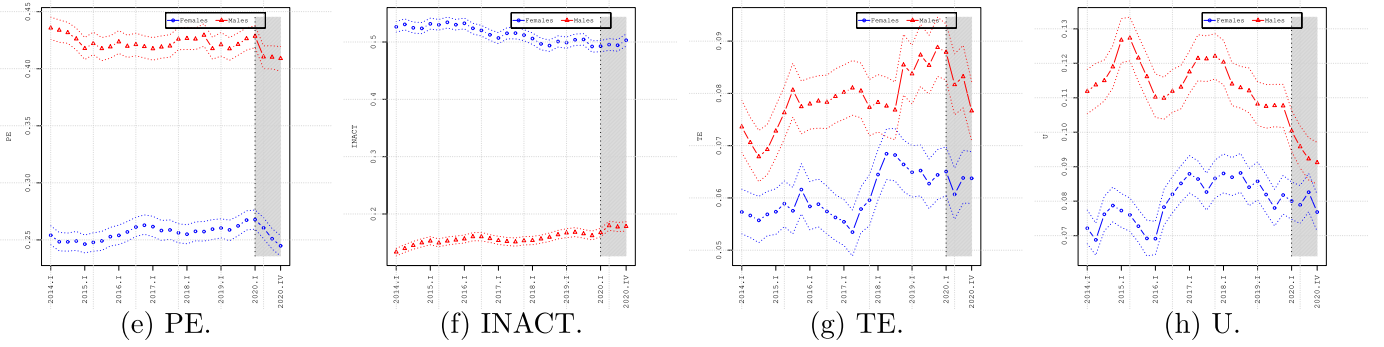 Females Males
PE
0.25 0.30 0.35 0.40 0.45
2014.I 2015.I 2016.I 2017.I 2018.I 2019.I 2020.I 2020.IV
(e) PE.
Females Males
INACT
0.2 0.3 0.4 0.5
2014.I 2015.I 2016.I 2017.I 2018.I 2019.I 2020.I 2020.IV
(f) INACT.
Females Males
TE
0.05 0.06 0.07 0.08 0.09
2014.I 2015.I 2016.I 2017.I 2018.I 2019.I 2020.I 2020.IV
(g) TE.
Females Males
U
0.07 0.08 0.09 0.10 0.11 0.12 0.13
2014.I 2015.I 2016.I 2017.I 2018.I 2019.I 2020.I 2020.IV
(h) U.